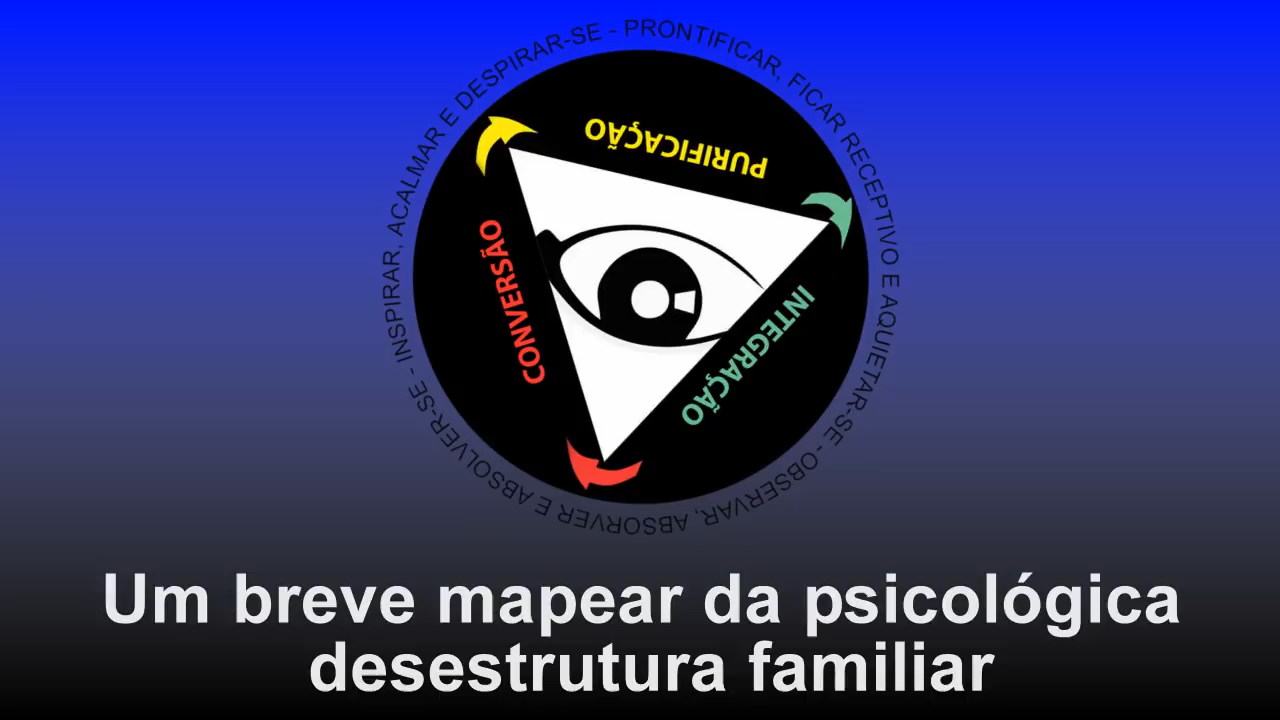 INSPIRAR, ACALMAR E DESPIRAR-SE - PRONTIFICAR, FICAR RECEPTIVO E AQUIETAR-SE - OBSERVAR, ABSORVER E ABSOLVER-SE -
PURIFICAÇÃO
CONVERSÃO
INTEGRAÇÃO
Um breve mapear da psicológica
desestrutura familiar